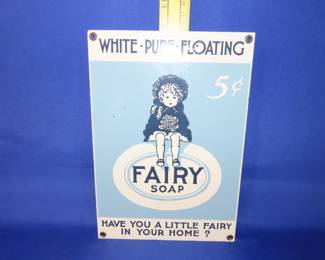 WHITE · PURE · FLOATING
5¢
FAIRY
SOAP
HAVE YOU A LITTLE FAIRY
IN YOUR HOME ?